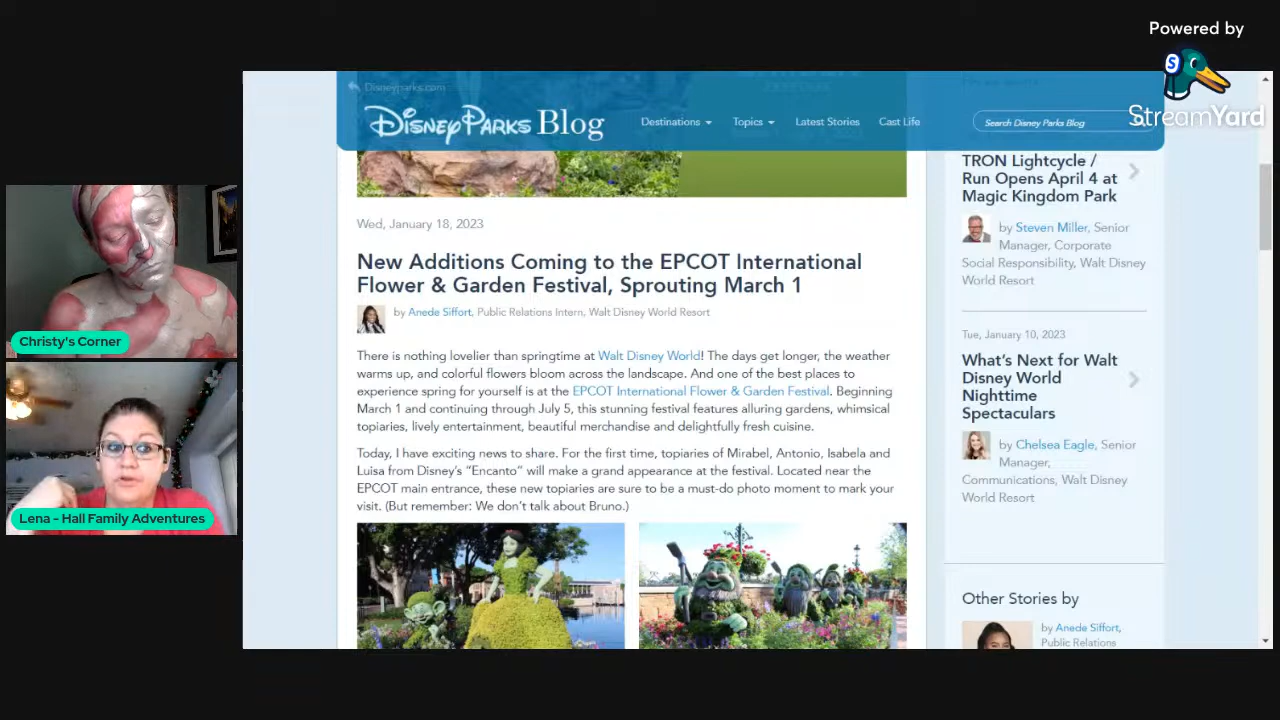 Powered by
StreamYard
Disneyparks.com
Disney Parks Blog
Destinations
Topics
Latest Stories
Cast Life
Search Disney Parks Blog
Wed, January 18, 2023
New Additions Coming to the EPCOT International
Flower & Garden Festival, Sprouting March 1
by Anede Siffort, Public Relations Intern, Walt Disney World Resort
There is nothing lovelier than springtime at Walt Disney World! The days get longer, the weather
warms up, and colorful flowers bloom across the landscape. And one of the best places to
experience spring for yourself is at the EPCOT International Flower & Garden Festival. Beginning
March 1 and continuing through July 5, this stunning festival features alluring gardens, whimsical
topiaries, lively entertainment, beautiful merchandise and delightfully fresh cuisine.
Today, I have exciting news to share. For the first time, topiaries of Mirabel, Antonio, Isabela and
Luisa from Disney's “Encanto” will make a grand appearance at the festival. Located near the
EPCOT main entrance, these new topiaries are sure to be a must-do photo moment to mark your
visit. (But remember: We don't talk about Bruno.)
TRON Lightcycle /
Run Opens April 4 at
Magic Kingdom Park
by Steven Miller, Senior
Manager, Corporate
Social Responsibility, Walt Disney
World Resort
Tue, January 10, 2023
What's Next for Walt
Disney World
Nighttime
Spectaculars
by Chelsea Eagle, Senior
Manager,
Communications, Walt Disney
World Resort
Other Stories by
by Anede Siffort,
Public Relations
Christy's Corner
Lena - Hall Family Adventures